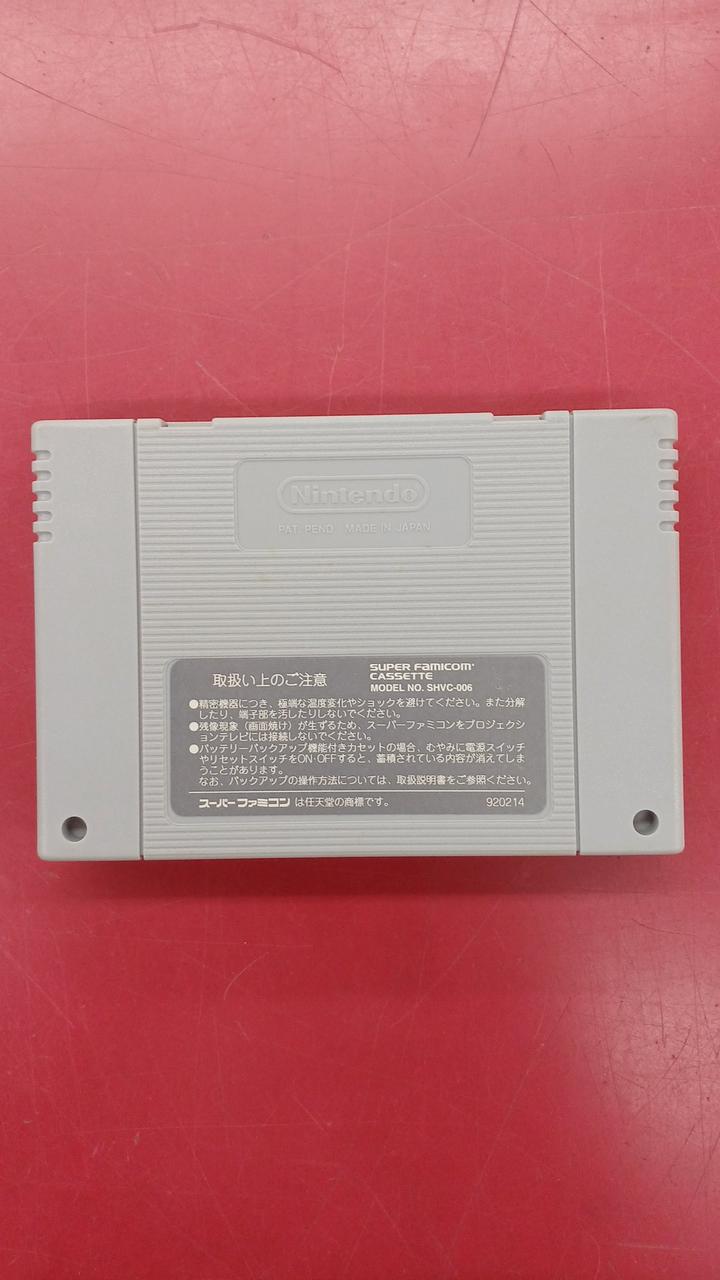 Nintendo
PAT. PEND. MADE IN JAPAN
取扱い上のご注意
SUPER FAMICOM
CASSETTE
MODEL NO. SHVC-006
●精密機器につき、極端な温度変化やショックを避けてください。また分解
したり、端子部を汚したりしないでください。
●残像現象(画面焼け)が生ずるため、スーパーファミコンをプロジェクシ
ョンテレビには接続しないでください。
●バッテリーバックアップ機能付きカセットの場合、むやみに電源スイッチ
やリセットスイッチをON・OFFすると、蓄積されている内容が消えてしま
うことがあります。
なお、バックアップの操作方法については、取扱説明書をご参照ください。
スーパーファミコンは任天堂の商標です。 920214